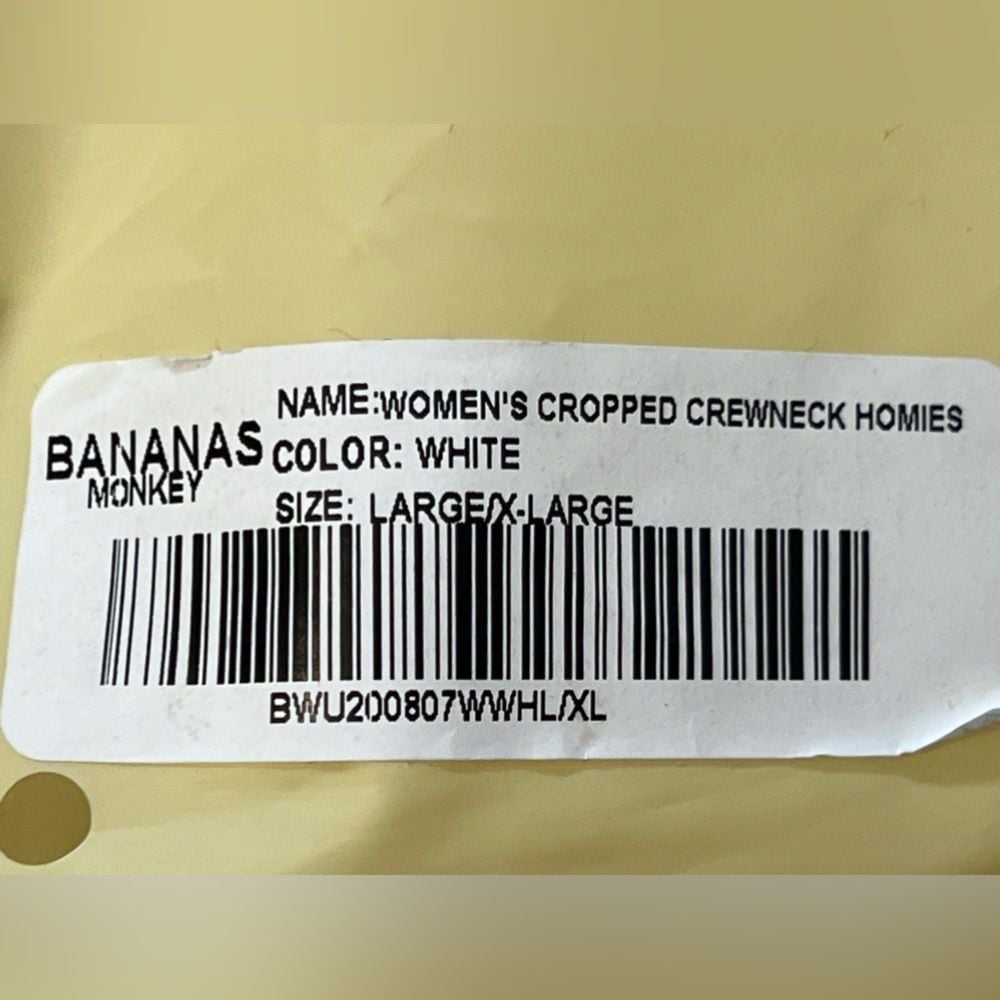 BANANAS
MONKEY
NAME:WOMEN'S CROPPED CREWNECK HOMIES
COLOR: WHITE
SIZE: LARGE/X-LARGE
BWU200807WWHL/XL